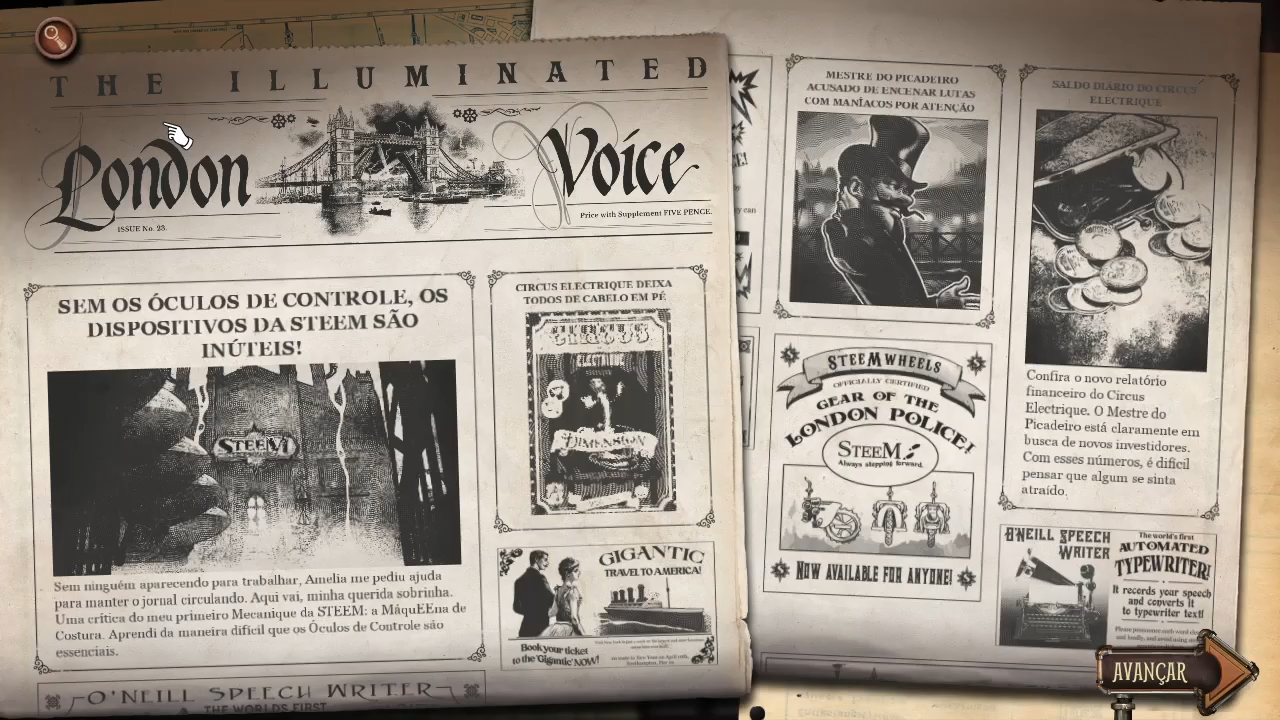 THE ILLUMINATED
London Voice
ISSUE No. 23.
Price with Supplement FIVE PENCE.
SEM OS ÓCULOS DE CONTROLE, OS
DISPOSITIVOS DA STEEM SÃO
INÚTEIS!
STEEM
Sem ninguém aparecendo para trabalhar, Amelia me pediu ajuda
para manter o jornal circulando. Aqui vai, minha querida sobrinha.
Uma crítica do meu primeiro Mecanique da STEEM: a MáquEEna de
Costura. Aprendi da maneira difícil que os Óculos de Controle são
essenciais.
O'NEILL SPEECH WRITER
THE WORLDS FIRST
CIRCUS ELECTRIQUE DEIXA
TODOS DE CABELO EM PÉ
CIRCUS
DIMENSION
GIGANTIC
TRAVEL TO AMERICA!
Book your ticket
to the 'Gigantic' NOW!
MESTRE DO PICADEIRO
ACUSADO DE ENCENAR LUTAS
COM MANÍACOS POR ATENÇÃO
STEEMWHEELS
OFFICIALLY CERTIFIED
GEAR OF THE
LONDON POLICE!
STEEM
Always stepping forward.
NOW AVAILABLE FOR ANYONE!
SALDO DIÁRIO DO CIRCUS
ELECTRIQUE
Confira o novo relatório
financeiro do Circus
Electrique. O Mestre do
Picadeiro está claramente em
busca de novos investidores.
Com esses números, é difícil
pensar que algum se sinta
atraído.
O'NEILL SPEECH
WRITER
The world's first
AUTOMATED
TYPEWRITER!
It records your speech
and converts it
to typewriter text!
AVANÇAR